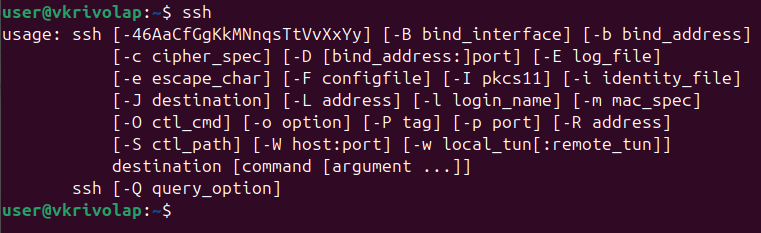 user@vkrivolap:~$ ssh
usage: ssh [-46AaCfGgKkMNnqsTtVvXxYy] [-B bind_interface] [-b bind_address]
           [-c cipher_spec] [-D [bind_address:]port] [-E log_file]
           [-e escape_char] [-F configfile] [-I pkcs11] [-i identity_file]
           [-J destination] [-L address] [-l login_name] [-m mac_spec]
           [-O ctl_cmd] [-o option] [-P tag] [-p port] [-R address]
           [-S ctl_path] [-W host:port] [-w local_tun[:remote_tun]]
           destination [command [argument ...]]
       ssh [-Q query_option]
user@vkrivolap:~$